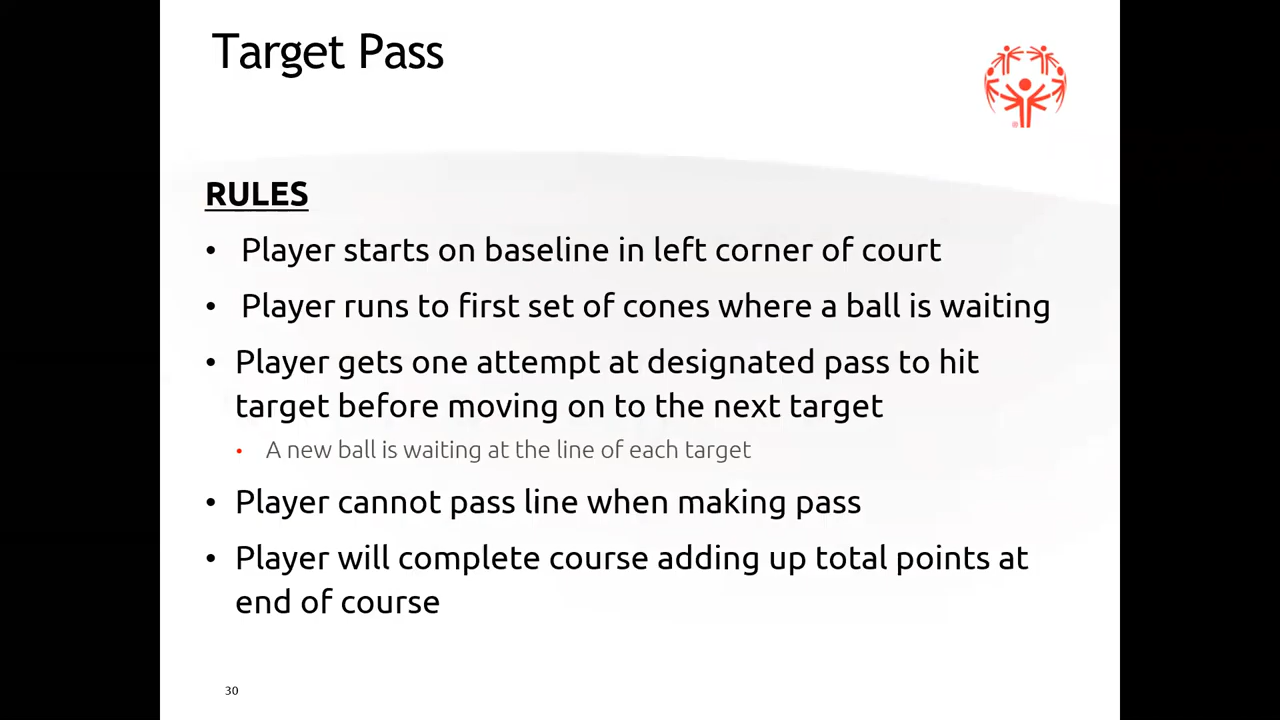 Target Pass
RULES
• Player starts on baseline in left corner of court
• Player runs to first set of cones where a ball is waiting
• Player gets one attempt at designated pass to hit
target before moving on to the next target
• A new ball is waiting at the line of each target
• Player cannot pass line when making pass
• Player will complete course adding up total points at
end of course
30